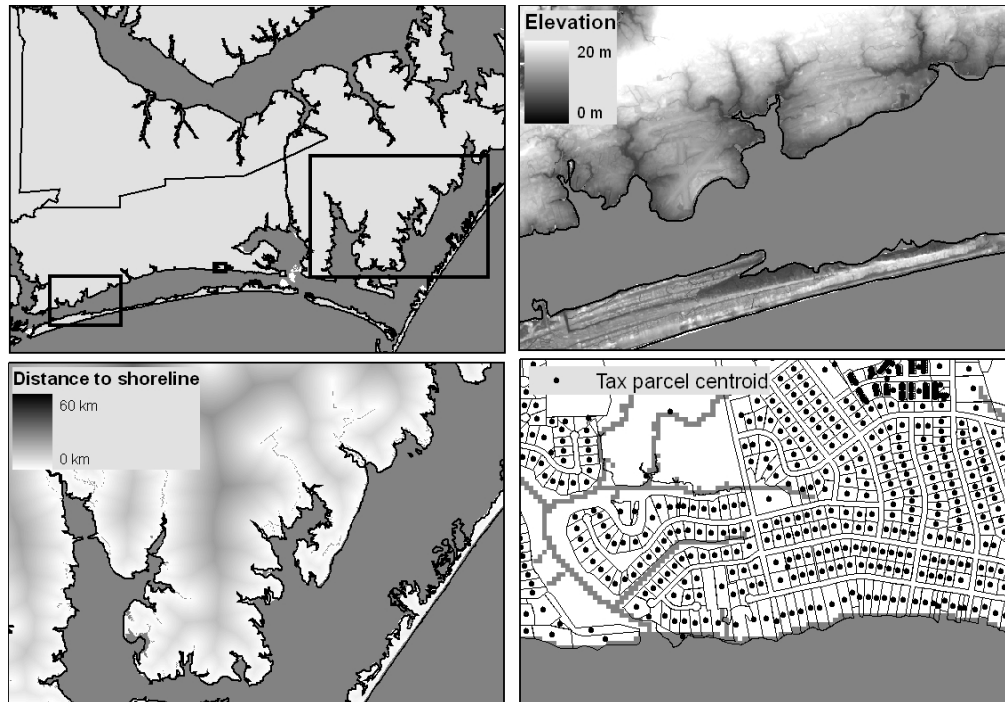 Elevation
20 m
0 m
Distance to shoreline
60 km
0 km
Tax parcel centroid